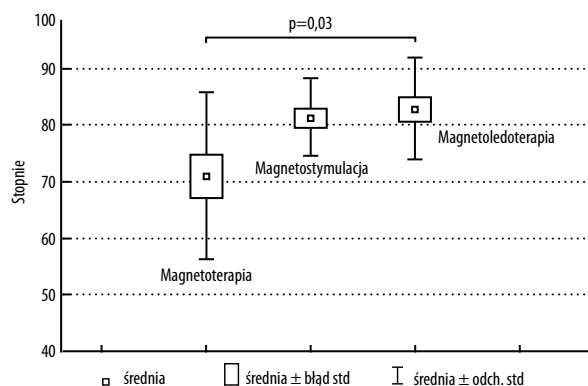 p=0,03
100
90
80
70
60
50
40
Stopnie
Magnetoterapia
Magnetostymulacja
Magnetoledoterapia
średnia
średnia ± błąd std
średnia ± odch. std